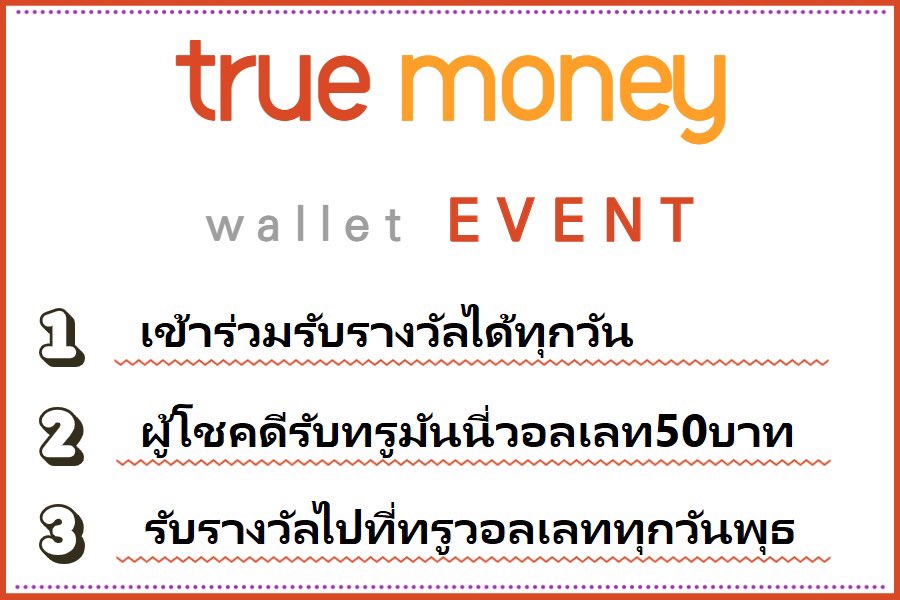 true money
wallet EVENT
1 เข้าร่วมรับรางวัลได้ทุกวัน
2 ผู้โชคดีรับทรูมันนี่วอลเลท50บาท
3 รับรางวัลไปที่ทรูวอลเลททุกวันพุธ